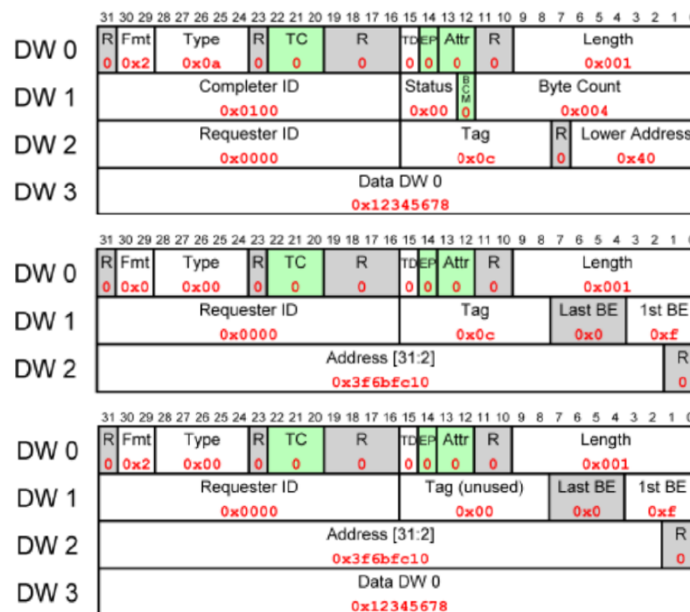 31 30 29 28 27 26 25 24 23 22 21 20 19 18 17 16 15 14 13 12 11 10 9 8 7 6 5 4 3 2 1
DW 0 R Fmt Type R TC R TD EP Attr R Length
0 0x2 0x0a 0 0 0 0 0 0 0 0x001
DW 1 Completer ID Status BCM Byte Count
0x0100 0x00 0 0x004
DW 2 Requester ID Tag R Lower Address
0x0000 0x0c 0 0x40
DW 3 Data DW 0
0x12345678
31 30 29 28 27 26 25 24 23 22 21 20 19 18 17 16 15 14 13 12 11 10 9 8 7 6 5 4 3 2 1
DW 0 R Fmt Type R TC R TD EP Attr R Length
0 0x0 0x00 0 0 0 0 0 0 0 0x001
DW 1 Requester ID Tag Last BE 1st BE
0x0000 0x0c 0x0 0xf
DW 2 Address [31:2] R
0x3f6bfc10 0
31 30 29 28 27 26 25 24 23 22 21 20 19 18 17 16 15 14 13 12 11 10 9 8 7 6 5 4 3 2 1
DW 0 R Fmt Type R TC R TD EP Attr R Length
0 0x2 0x00 0 0 0 0 0 0 0 0x001
DW 1 Requester ID Tag (unused) Last BE 1st BE
0x0000 0x00 0x0 0xf
DW 2 Address [31:2] R
0x3f6bfc10 0
DW 3 Data DW 0
0x12345678